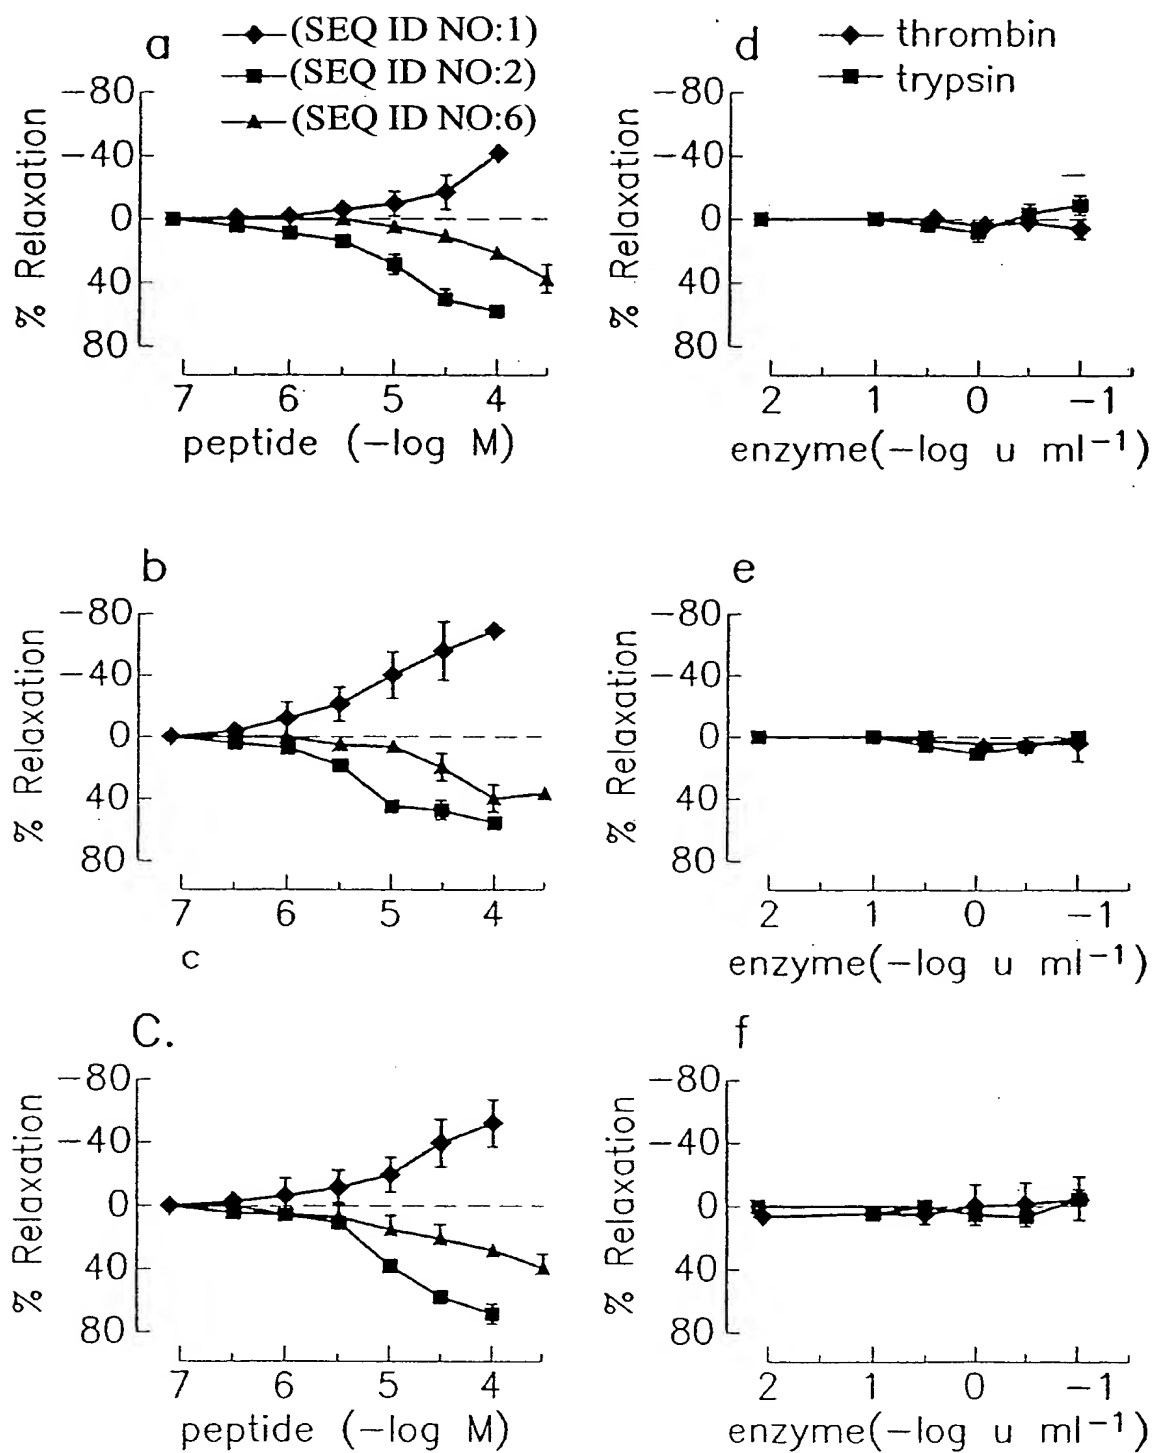 a
(SEQ ID NO:1)
(SEQ ID NO:2)
(SEQ ID NO:6)
% Relaxation
−80
−40
0
40
80
7 6 5 4
peptide (−log M)
d
thrombin
trypsin
% Relaxation
−80
−40
0
40
80
2 1 0 −1
enzyme(−log u ml⁻¹)
b
% Relaxation
−80
−40
0
40
80
7 6 5 4
c
e
% Relaxation
−80
−40
0
40
80
2 1 0 −1
enzyme(−log u ml⁻¹)
C.
% Relaxation
−80
−40
0
40
80
7 6 5 4
peptide (−log M)
f
% Relaxation
−80
−40
0
40
80
2 1 0 −1
enzyme(−log u ml⁻¹)